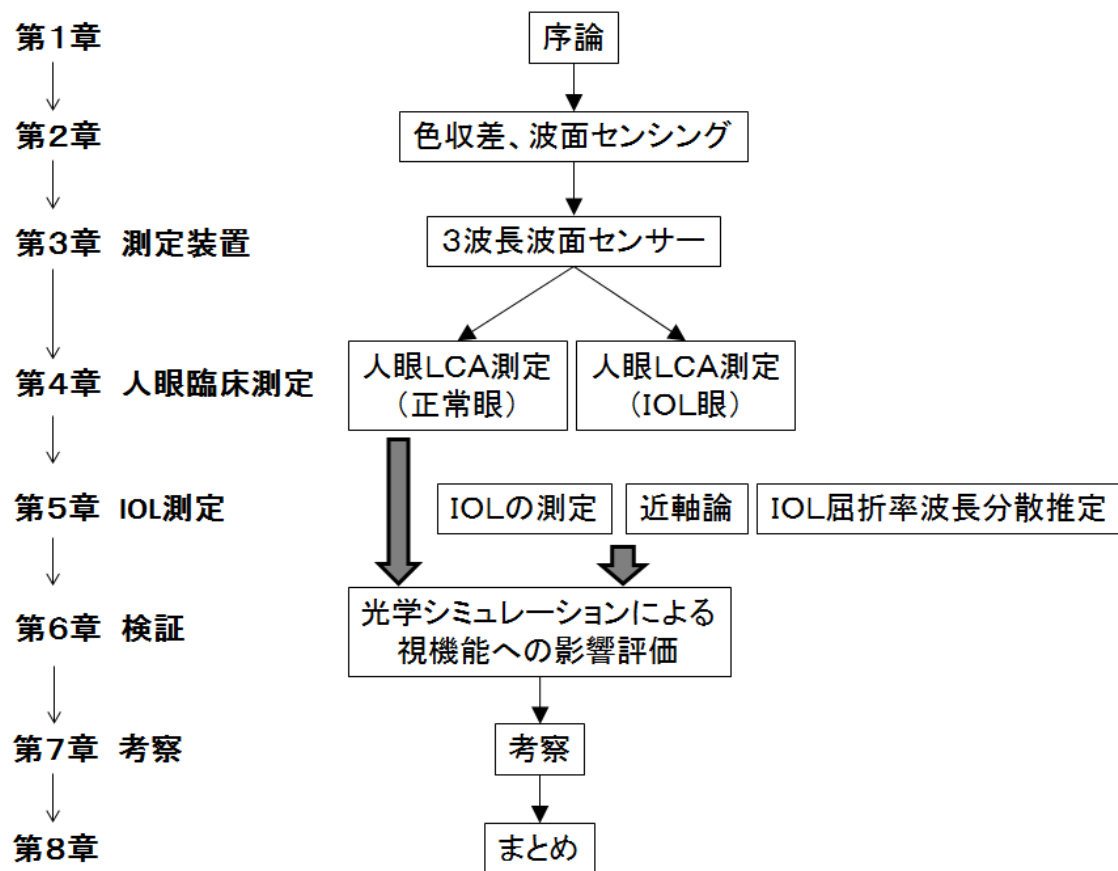 第1章
序論
第2章
色収差、波面センシング
第3章 測定装置
3波長波面センサー
第4章 人眼臨床測定
人眼LCA測定
(正常眼)
人眼LCA測定
(IOL眼)
第5章 IOL測定
IOLの測定
近軸論
IOL屈折率波長分散推定
第6章 検証
光学シミュレーションによる
視機能への影響評価
第7章 考察
考察
第8章
まとめ